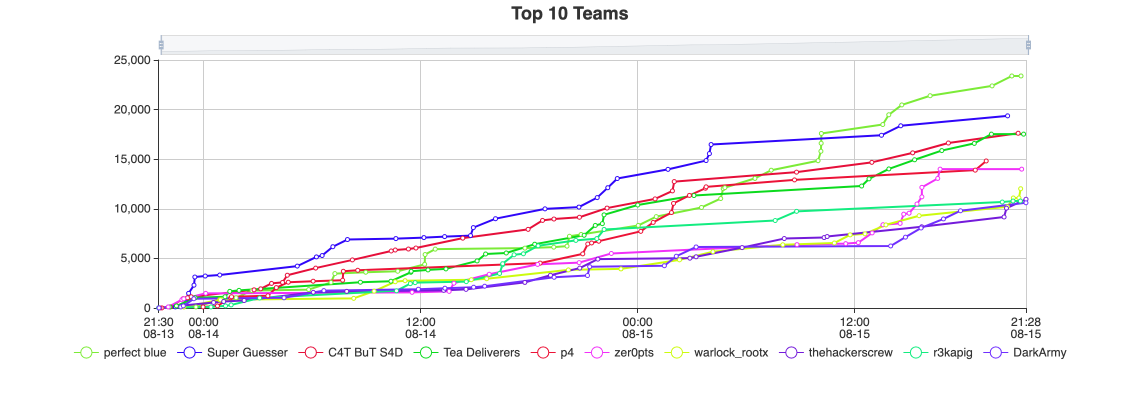 Top 10 Teams
25,000
20,000
15,000
10,000
5,000
0
21:30 00:00 12:00 00:00 12:00 21:28
08-13 08-14 08-14 08-15 08-15 08-15
perfect blue Super Guesser C4T BuT S4D Tea Deliverers p4 zer0pts warlock_rootx thehackerscrew r3kapig DarkArmy